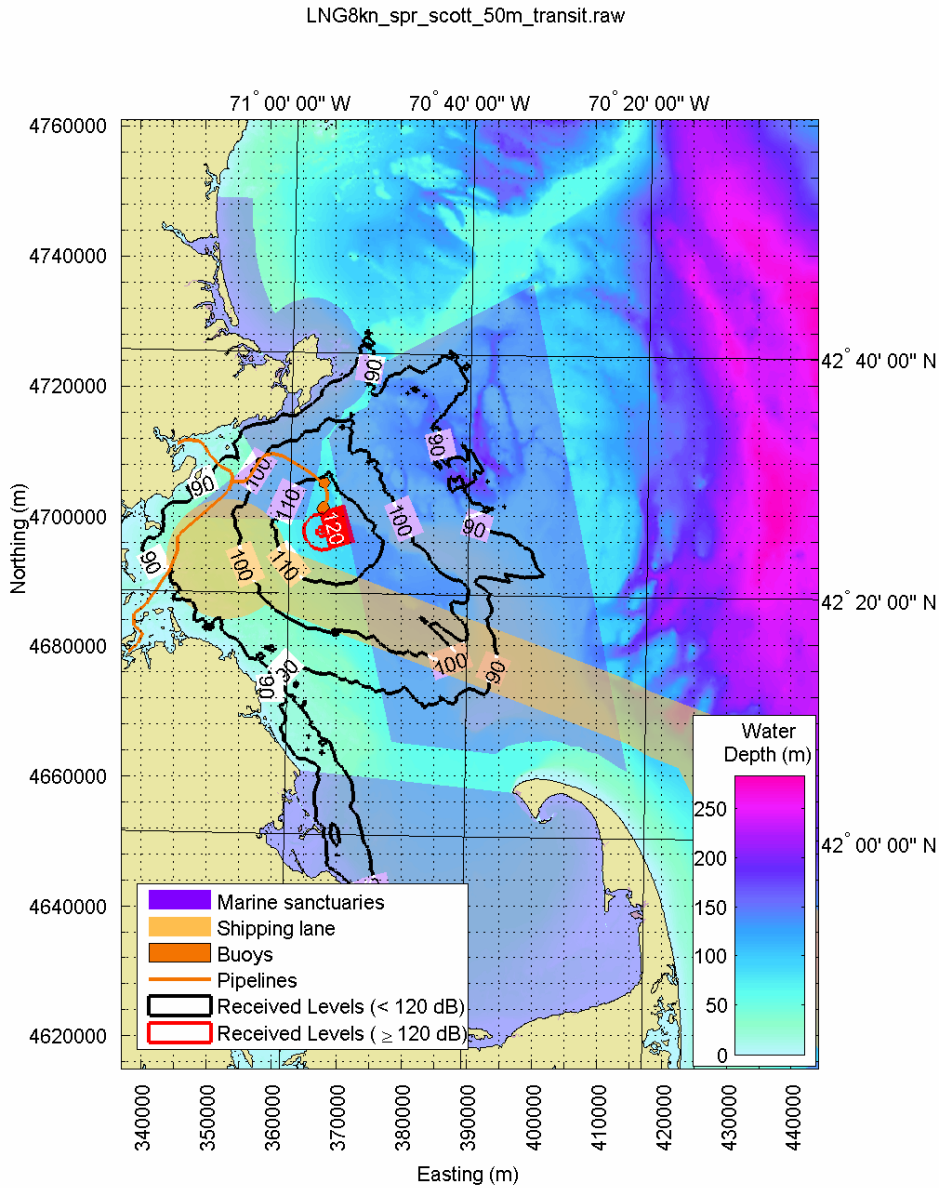 LNG8kn_spr_scott_50m_transit.raw
71° 00' 00" W
70° 40' 00" W
70° 20' 00" W
4760000
4740000
4720000
4700000
4680000
4660000
4640000
4620000
Northing (m)
42° 40' 00" N
42° 20' 00" N
42° 00' 00" N
90
90
100
90
110
120
100
90
90
100
110
100
90
90
90
Water
Depth (m)
250
200
150
100
50
0
Marine sanctuaries
Shipping lane
Buoys
Pipelines
Received Levels (< 120 dB)
Received Levels ( ≥ 120 dB)
340000
350000
360000
370000
380000
390000
400000
410000
420000
430000
440000
Easting (m)